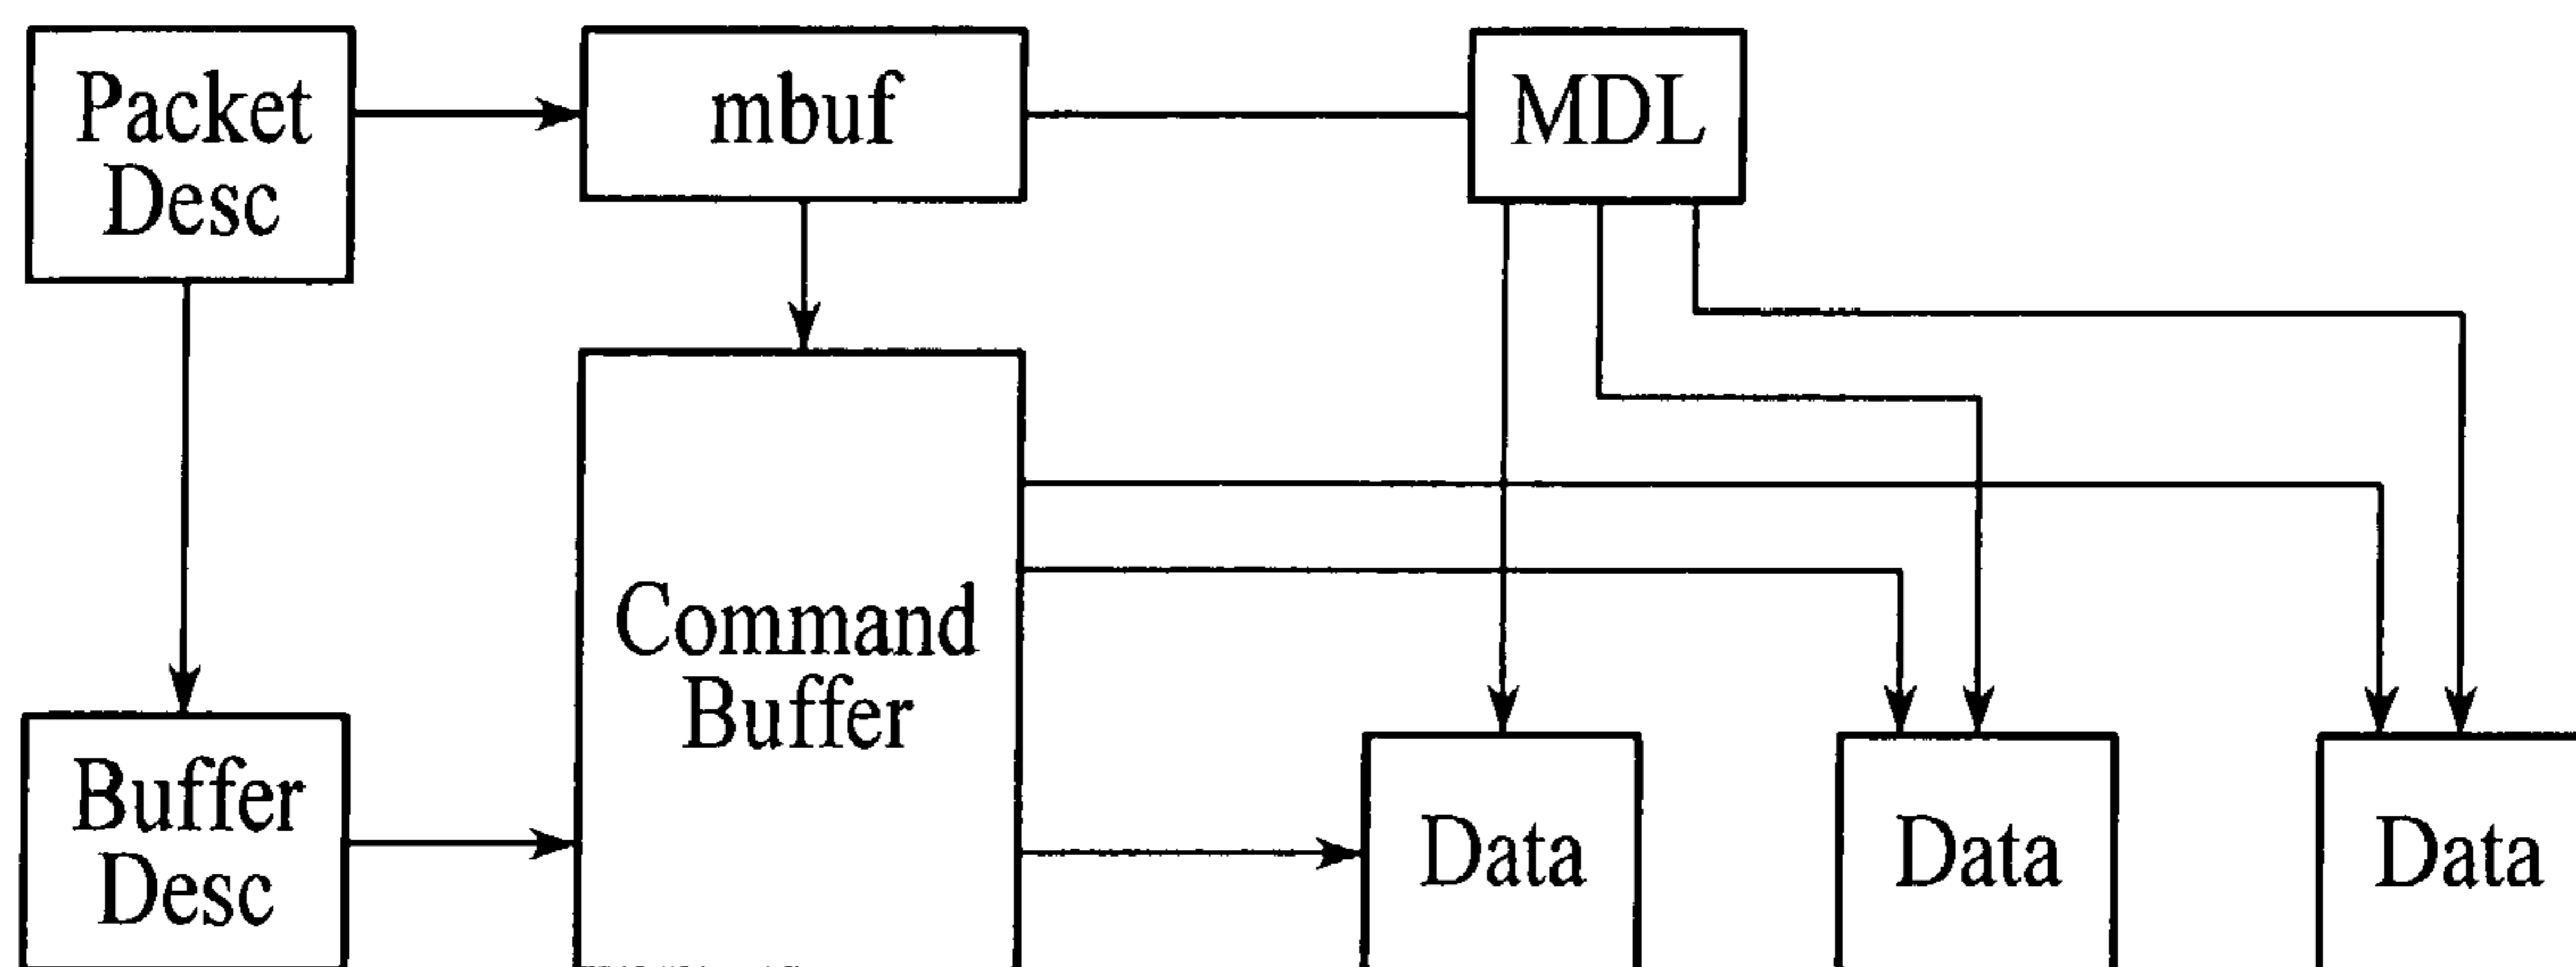 Packet
Desc
mbuf
MDL
Command
Buffer
Buffer
Desc
Data
Data
Data